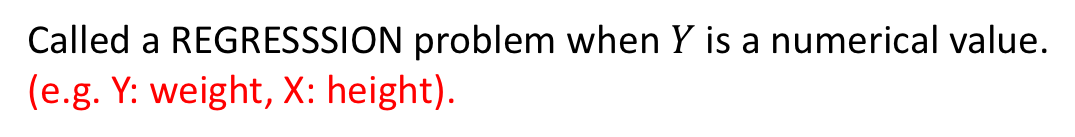 Called a REGRESSSION problem when Y is a numerical value.
(e.g. Y: weight, X: height).